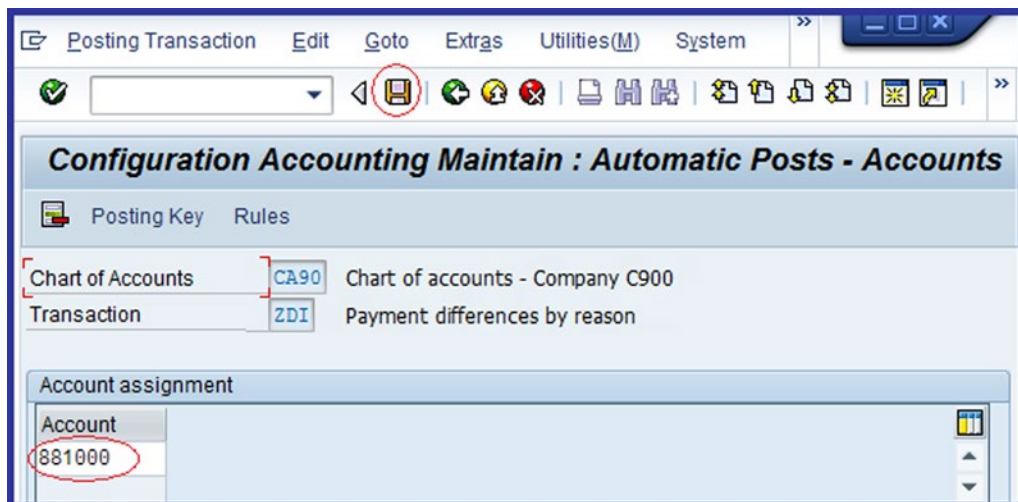 Posting Transaction Edit Goto Extras Utilities(M) System »
»
Configuration Accounting Maintain : Automatic Posts - Accounts
Posting Key Rules
Chart of Accounts CA90 Chart of accounts - Company C900
Transaction ZDI Payment differences by reason
Account assignment
Account
881000